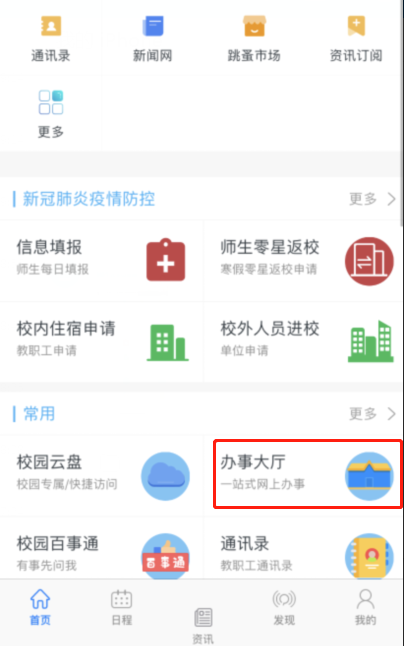 通讯录 新闻网 跳蚤市场 资讯订阅
更多
新冠肺炎疫情防控 更多
信息填报 师生零星返校
师生每日填报 寒假零星返校申请
校内住宿申请 校外人员进校
教职工申请 单位申请
常用 更多
校园云盘 办事大厅
校园专属/快捷访问 一站式网上办事
校园百事通 通讯录
有事先问我 百事通 教职工通讯录
首页 日程 资讯 发现 我的